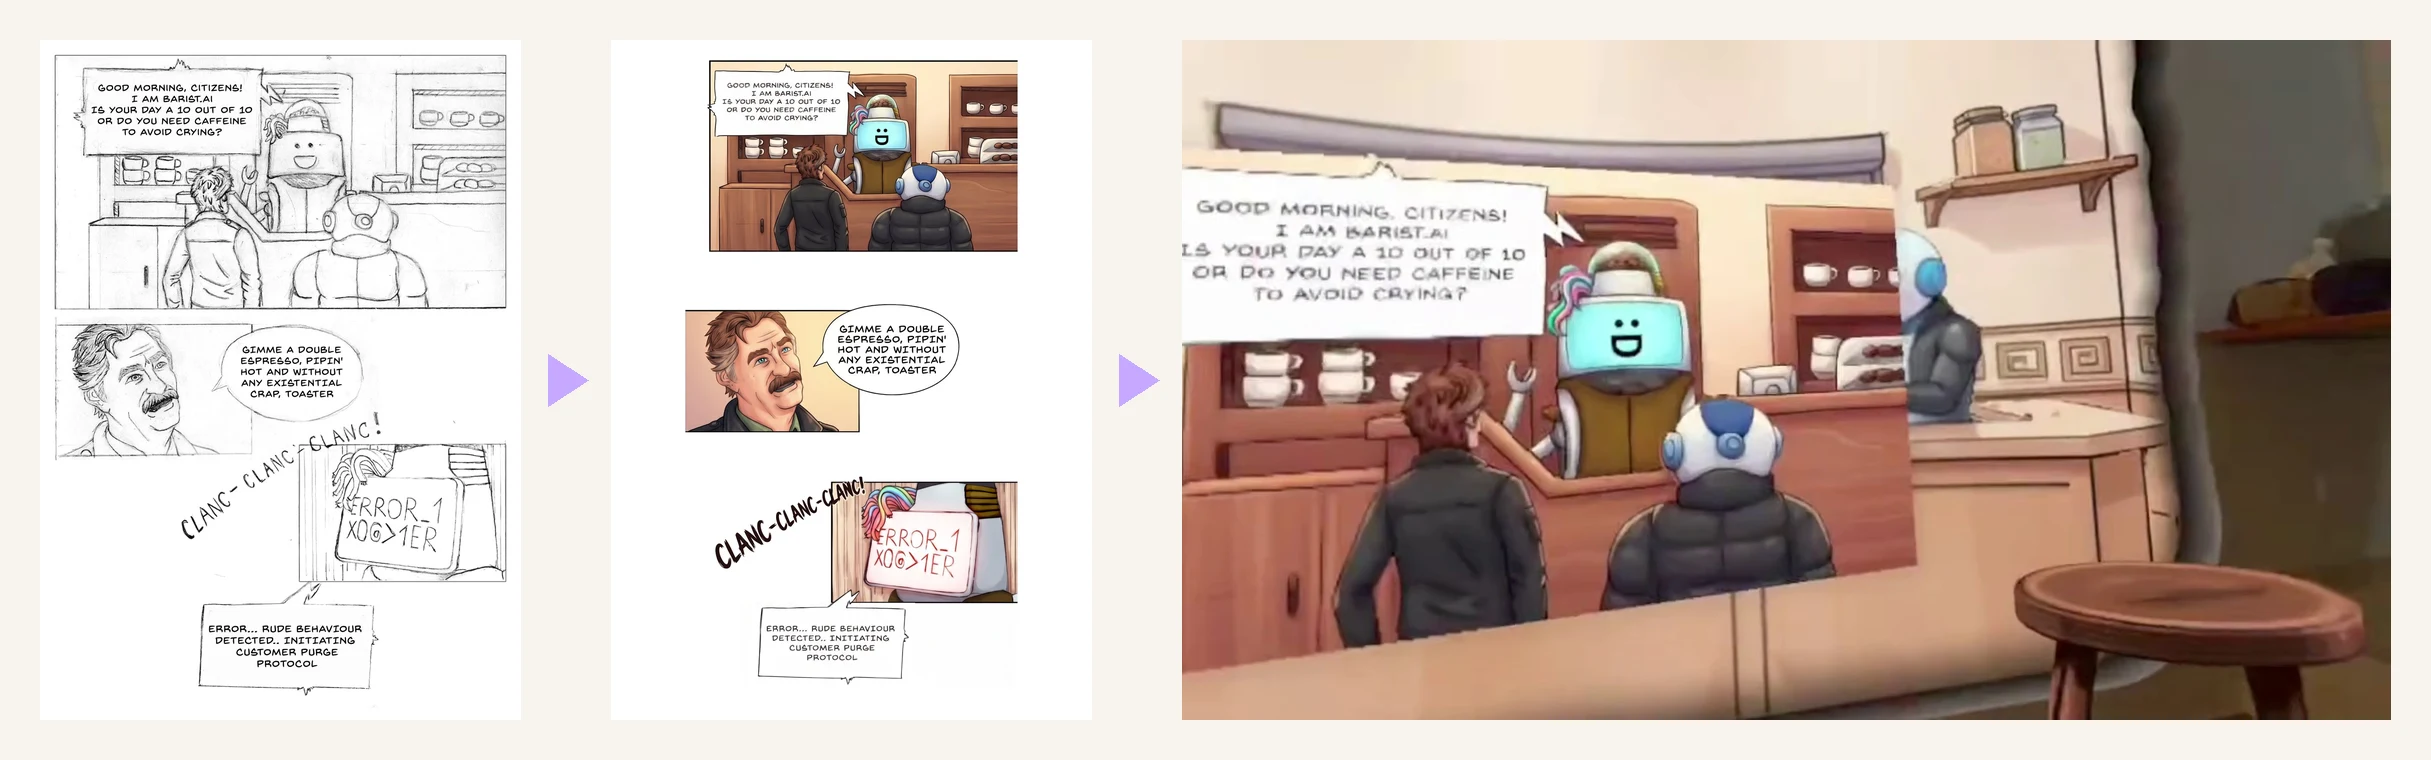 GOOD MORNING, CITIZENS!
I AM BARIST.AI
IS YOUR DAY A 10 OUT OF 10
OR DO YOU NEED CAFFEINE
TO AVOID CRYING?
GIMME A DOUBLE
ESPRESSO, PIPIN'
HOT AND WITHOUT
ANY EXISTENTIAL
CRAP, TOASTER
CLANC-CLANC-CLANC-CLANC!
ERROR_1
XO@>1ER
ERROR... RUDE BEHAVIOUR
DETECTED.. INITIATING
CUSTOMER PURGE
PROTOCOL
GOOD MORNING, CITIZENS!
I AM BARIST.AI
IS YOUR DAY A 10 OUT OF 10
OR DO YOU NEED CAFFEINE
TO AVOID CRYING?
GIMME A DOUBLE
ESPRESSO, PIPIN'
HOT AND WITHOUT
ANY EXISTENTIAL
CRAP, TOASTER
CLANC-CLANC-CLANC-CLANC!
ERROR_1
XO@>1ER
ERROR... RUDE BEHAVIOUR
DETECTED.. INITIATING
CUSTOMER PURGE
PROTOCOL
GOOD MORNING, CITIZENS!
I AM BARIST.AI
IS YOUR DAY A 10 OUT OF 10
OR DO YOU NEED CAFFEINE
TO AVOID CRYING?